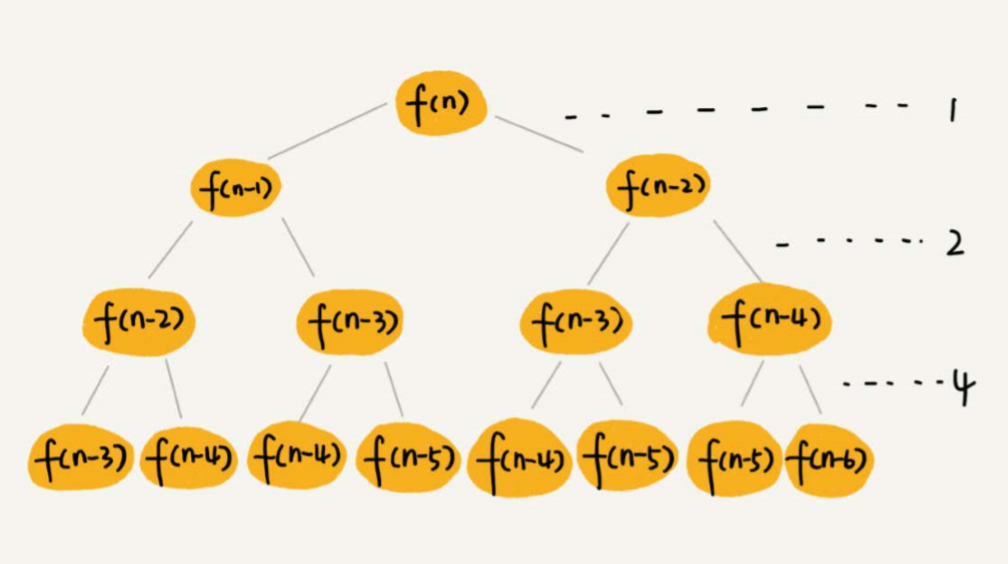 f(n) 1
f(n-1) f(n-2)
2
f(n-2) f(n-3) f(n-3) f(n-4)
4
f(n-3) f(n-4) f(n-4) f(n-5) f(n-4) f(n-5) f(n-5) f(n-6)